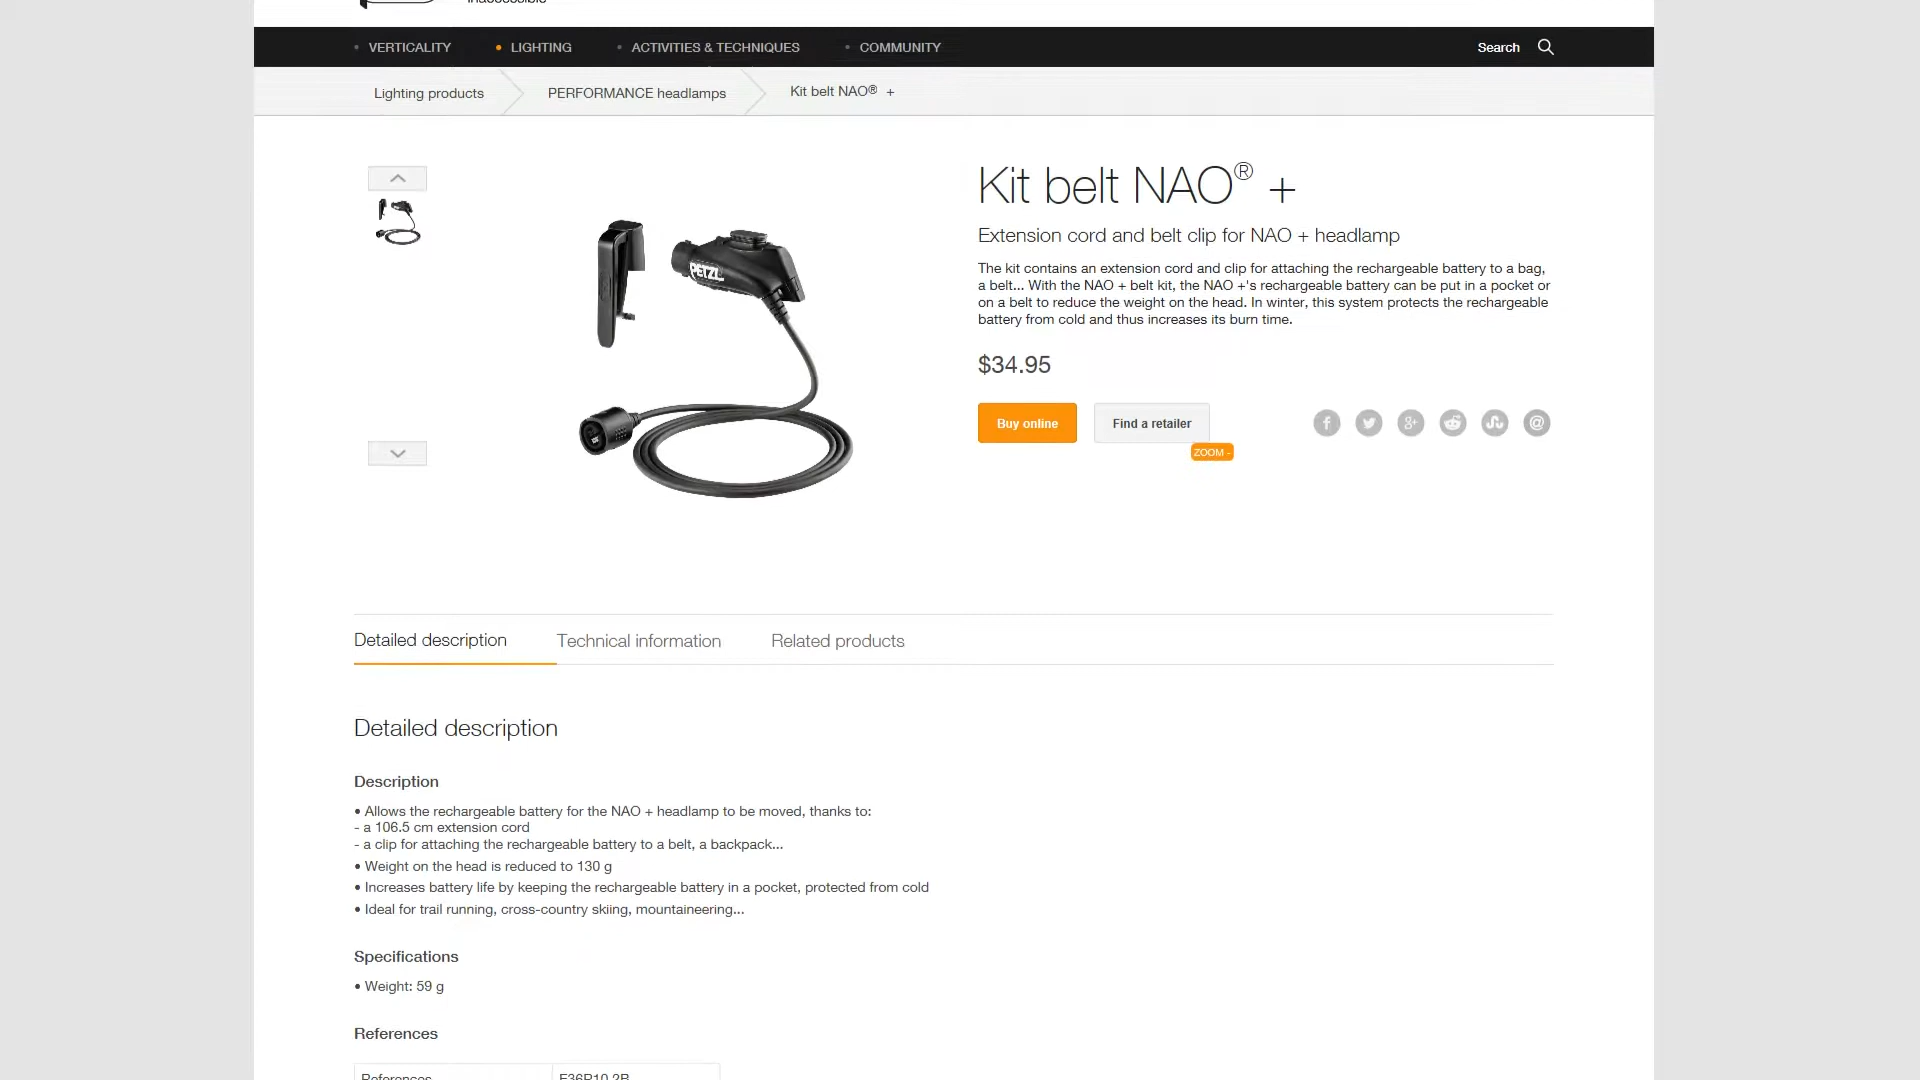 inaccessible
VERTICALITY
LIGHTING
ACTIVITIES & TECHNIQUES
COMMUNITY
Search
Lighting products
PERFORMANCE headlamps
Kit belt NAO® +
PETZL
Kit belt NAO® +
Extension cord and belt clip for NAO + headlamp
The kit contains an extension cord and clip for attaching the rechargeable battery to a bag,
a belt... With the NAO + belt kit, the NAO +'s rechargeable battery can be put in a pocket or
on a belt to reduce the weight on the head. In winter, this system protects the rechargeable
battery from cold and thus increases its burn time.
$34.95
Buy online
Find a retailer
ZOOM -
Detailed description
Technical information
Related products
Detailed description
Description
• Allows the rechargeable battery for the NAO + headlamp to be moved, thanks to:
- a 106.5 cm extension cord
- a clip for attaching the rechargeable battery to a belt, a backpack...
• Weight on the head is reduced to 130 g
• Increases battery life by keeping the rechargeable battery in a pocket, protected from cold
• Ideal for trail running, cross-country skiing, mountaineering...
Specifications
• Weight: 59 g
References
References
E36P10 2B